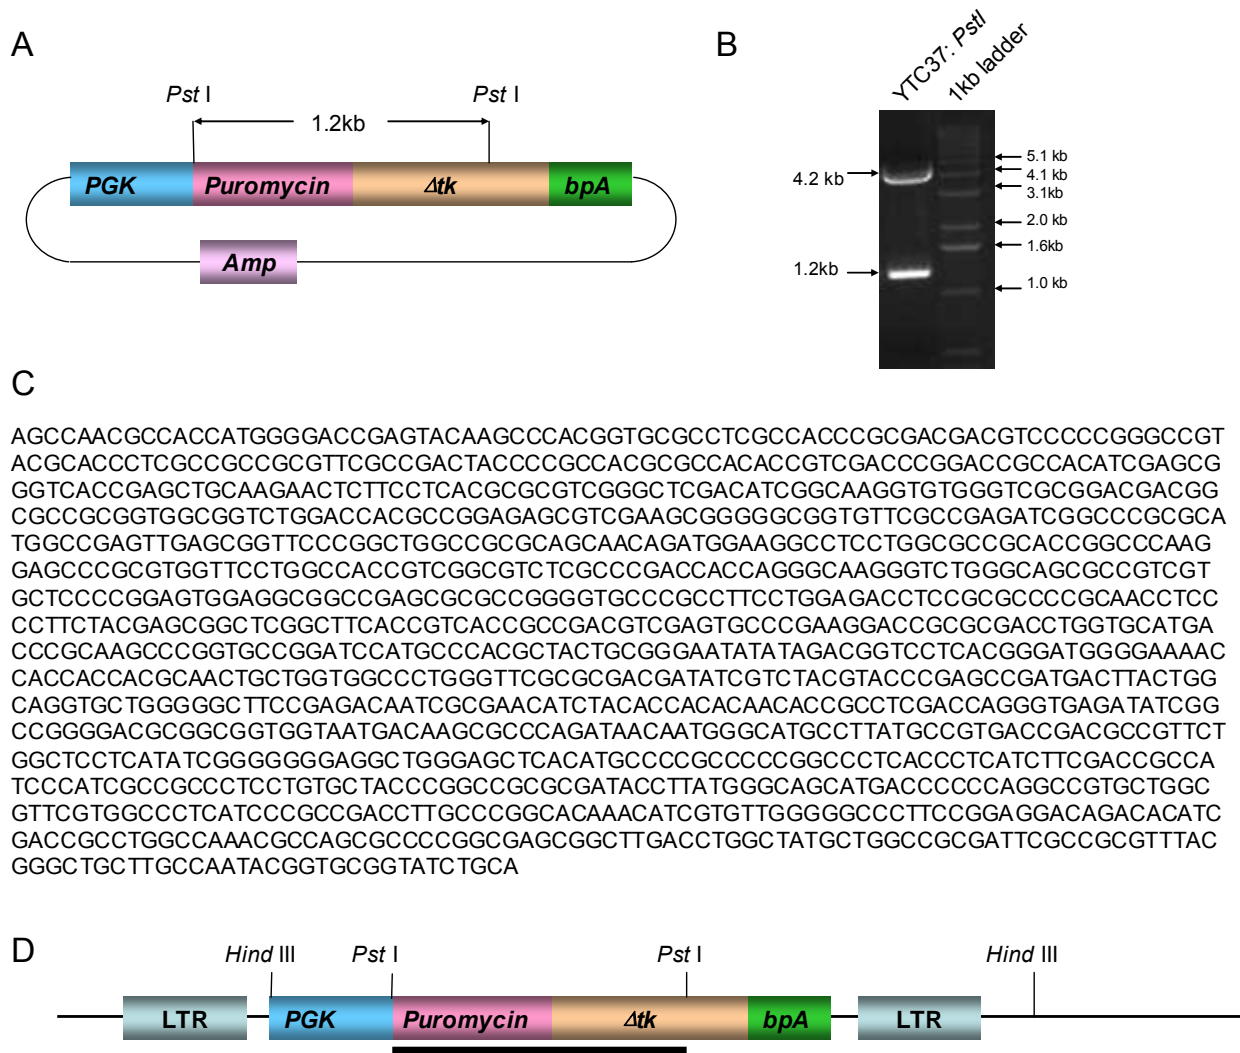 A
B
Pst I
Pst I
1.2kb
PGK
Puromycin
Δtk
bpA
Amp
YTC37: PstI
1kb ladder
4.2 kb
1.2kb
5.1 kb
4.1 kb
3.1kb
2.0 kb
1.6kb
1.0 kb
C
AGCCAACGCCACCATGGGGACCGAGTACAAGCCCACGGTGCGCCTCGCCACCCGCGACGACGTCCCCCGGGCCGT
ACGCACCCTCGCCGCCGCGTTCGCCGACTACCCCGCCACGCGCCACACCGTCGACCCGGACCGCCACATCGAGCG
GGTCACCGAGCTGCAAGAACTCTTCCTCACGCGCGTCGGGCTCGACATCGGCAAGGTGTGGGTCGCGGACGACGG
CGCCGCGGTGGCGGTCTGGACCACGCCGGAGAGCGTCGAAGCGGGGGCGGTGTTCGCCGAGATCGGCCCGCGCA
TGGCCGAGTTGAGCGGTTCCCGGCTGGCCGCGCAGCAACAGATGGAAGGCCTCCTGGCGCCGCACCGGCCCAAG
GAGCCCGCGTGGTTCCTGGCCACCGTCGGCGTCTCGCCCGACCACCAGGGCAAGGGTCTGGGCAGCGCCGTCGT
GCTCCCCGGAGTGGAGGCGGCCGAGCGCGCCGGGGTGCCCGCCTTCCTGGAGACCTCCGCGCCCCGCAACCTCC
CCTTCTACGAGCGGCTCGGCTTCACCGTCACCGCCGACGTCGAGTGCCCGAAGGACCGCGCGACCTGGTGCATGA
CCCGCAAGCCCGGTGCCGGATCCATGCCCACGCTACTGCGGGAATATATAGACGGTCCTCACGGGATGGGGAAAAC
CACCACCACGCAACTGCTGGTGGCCCTGGGTTCGCGCGACGATATCGTCTACGTACCCGAGCCGATGACTTACTGG
CAGGTGCTGGGGGCTTCCGAGACAATCGCGAACATCTACACCACACAACACCGCCTCGACCAGGGTGAGATATCGG
CCGGGGACGCGGCGGTGGTAATGACAAGCGCCCAGATAACAATGGGCATGCCTTATGCCGTGACCGACGCCGTTCT
GGCTCCTCATATCGGGGGGGAGGCTGGGAGCTCACATGCCCCGCCCCCGGCCCTCACCCTCATCTTCGACCGCCA
TCCCATCGCCGCCCTCCTGTGCTACCCGGCCGCGCGATACCTTATGGGCAGCATGACCCCCCAGGCCGTGCTGGC
GTTCGTGGCCCTCATCCCGCCGACCTTGCCCGGCACAAACATCGTGTTGGGGGCCCTTCCGGAGGACAGACACATC
GACCGCCTGGCCAAACGCCAGCGCCCCGGCGAGCGGCTTGACCTGGCTATGCTGGCCGCGATTCGCCGCGTTTAC
GGGCTGCTTGCCAATACGGTGCGGTATCTGCA
D
Hind III
Pst I
Pst I
Hind III
LTR
PGK
Puromycin
Δtk
bpA
LTR